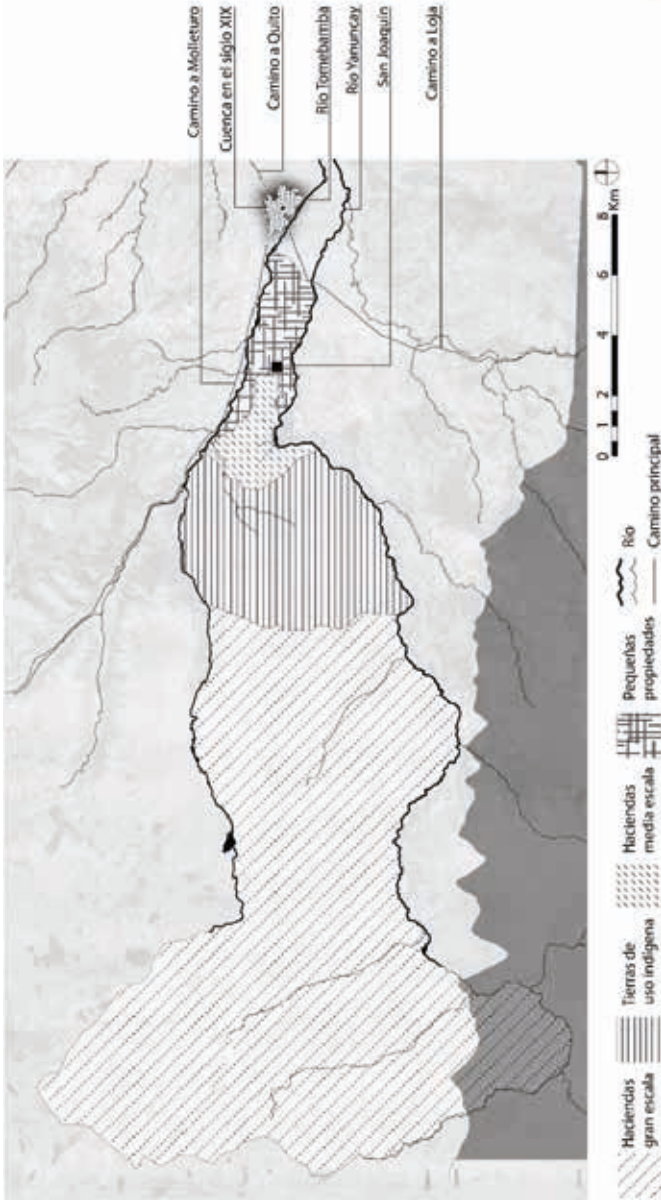 Camino a Molleturo
Cuenca en el siglo XIX
Camino a Quito
Río Tomebamba
Río Yanuncay
San Joaquín
Camino a Loja
0 1 2 4 6 8
Km
Haciendas
gran escala
Tierras de
uso indígena
Haciendas
media escala
Pequeñas
propiedades
Río
Camino principal